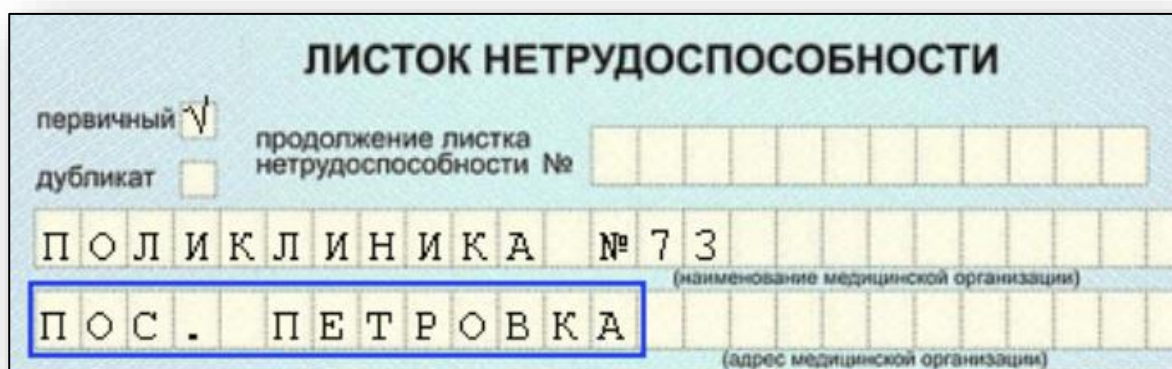 ЛИСТОК НЕТРУДОСПОСОБНОСТИ
первичный √
продолжение листка
нетрудоспособности №
дубликат
ПОЛИКЛИНИКА №73
(наименование медицинской организации)
ПОС. ПЕТРОВКА
(адрес медицинской организации)